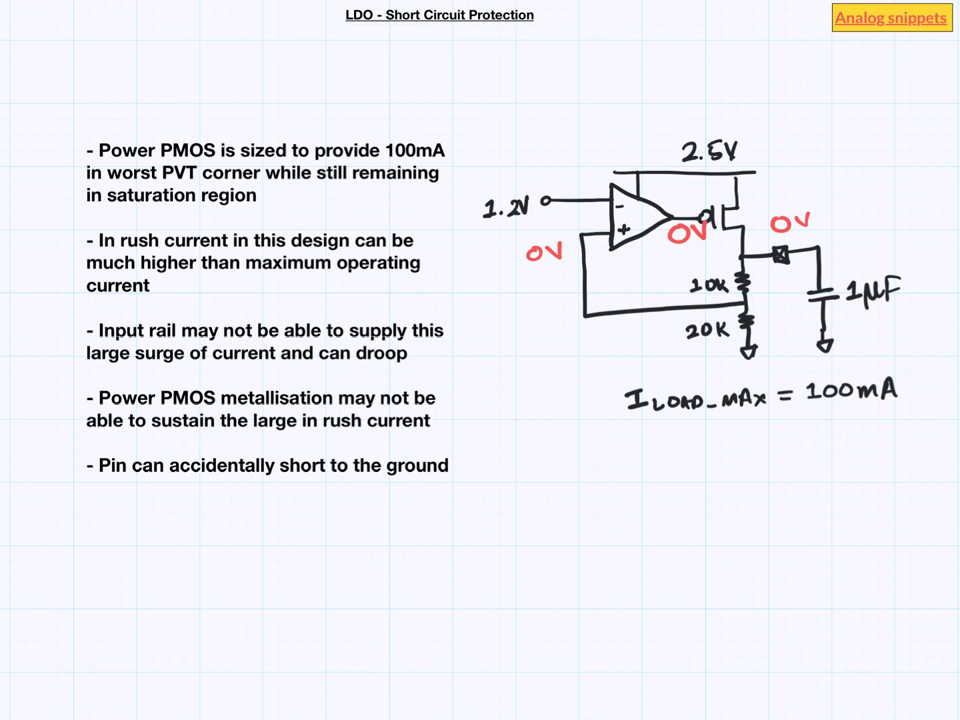 LDO - Short Circuit Protection
Analog snippets
- Power PMOS is sized to provide 100mA
in worst PVT corner while still remaining
in saturation region
- In rush current in this design can be
much higher than maximum operating
current
- Input rail may not be able to supply this
large surge of current and can droop
- Power PMOS metallisation may not be
able to sustain the large in rush current
- Pin can accidentally short to the ground
2.5V
1.2V
-
+
0V
0V
0V
10K
20K
1μF
I LOAD_MAX = 100mA